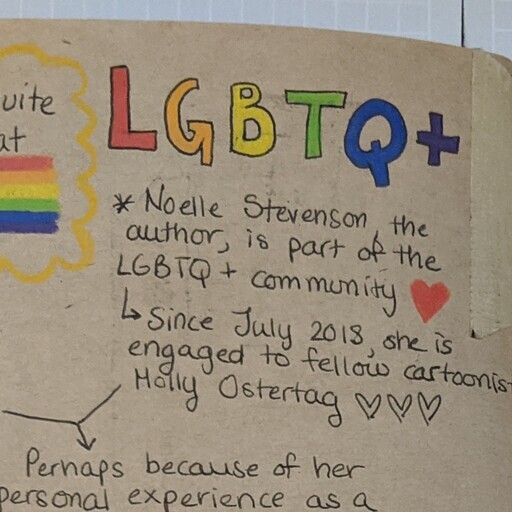 uite
at
LGBTQ+
* Noelle Stevenson, the
author, is part of the
LGBTQ + community
↳ Since July 2018, she is
engaged to fellow cartoonist
Molly Ostertag ♡♡♡
Perhaps because of her
personal experience as a